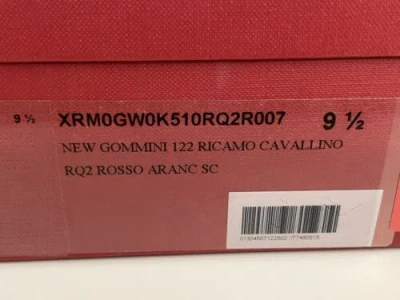 9 ½ XRM0GW0K510RQ2R007 9 ½
NEW GOMMINI 122 RICAMO CAVALLINO
RQ2 ROSSO ARANC SC